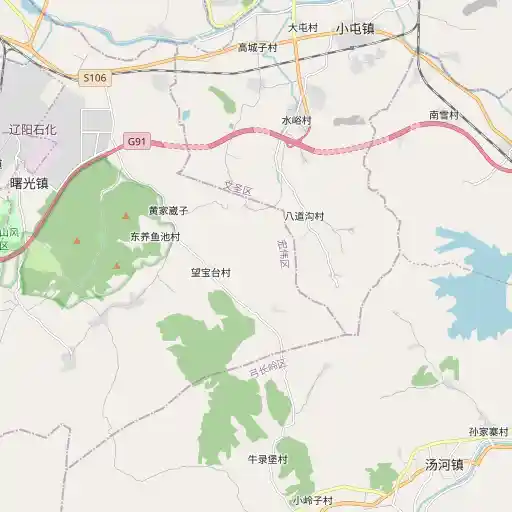 大屯村
小屯镇
高城子村
S106
南雪村
水峪村
辽阳石化
G91
曙光镇
文圣区
黄家崴子
八道沟村
山风
区
东养鱼池村
宏伟区
望宝台村
弓长岭区
孙家寨村
牛录堡村
汤河镇
小岭子村